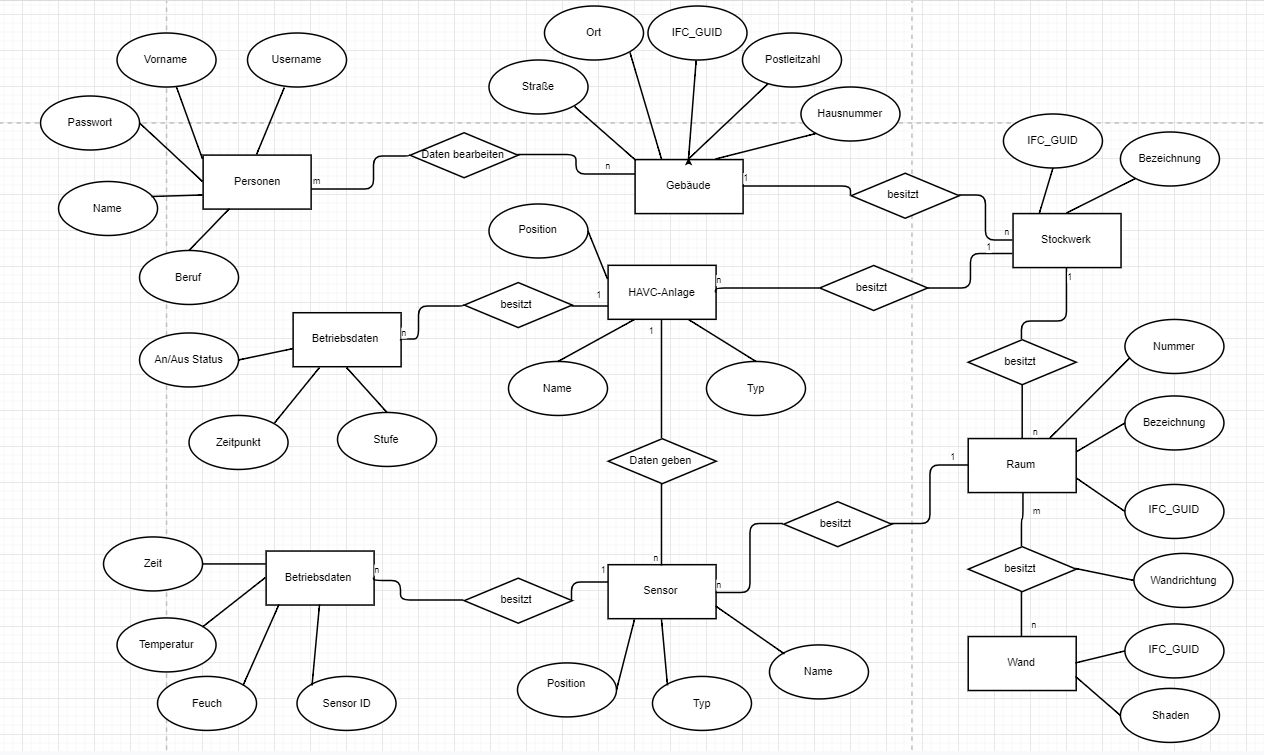 Ort
IFC_GUID
Vorname
Username
Postleitzahl
Straße
Hausnummer
Passwort
IFC_GUID
Bezeichnung
Daten bearbeiten
n
Personen
m
Gebäude
1
besitzt
Name
Position
n
Stockwerk
1
Beruf
n
HAVC-Anlage
besitzt
1
1
besitzt
n
1
Betriebsdaten
Nummer
An/Aus Status
besitzt
Name
Typ
Zeitpunkt
Stufe
n
Bezeichnung
Daten geben
1
Raum
IFC_GUID
m
besitzt
n
Zeit
Betriebsdaten
n
1
Sensor
n
besitzt
Wandrichtung
besitzt
n
Temperatur
IFC_GUID
Wand
Position
Name
Feuch
Sensor ID
Typ
Shaden